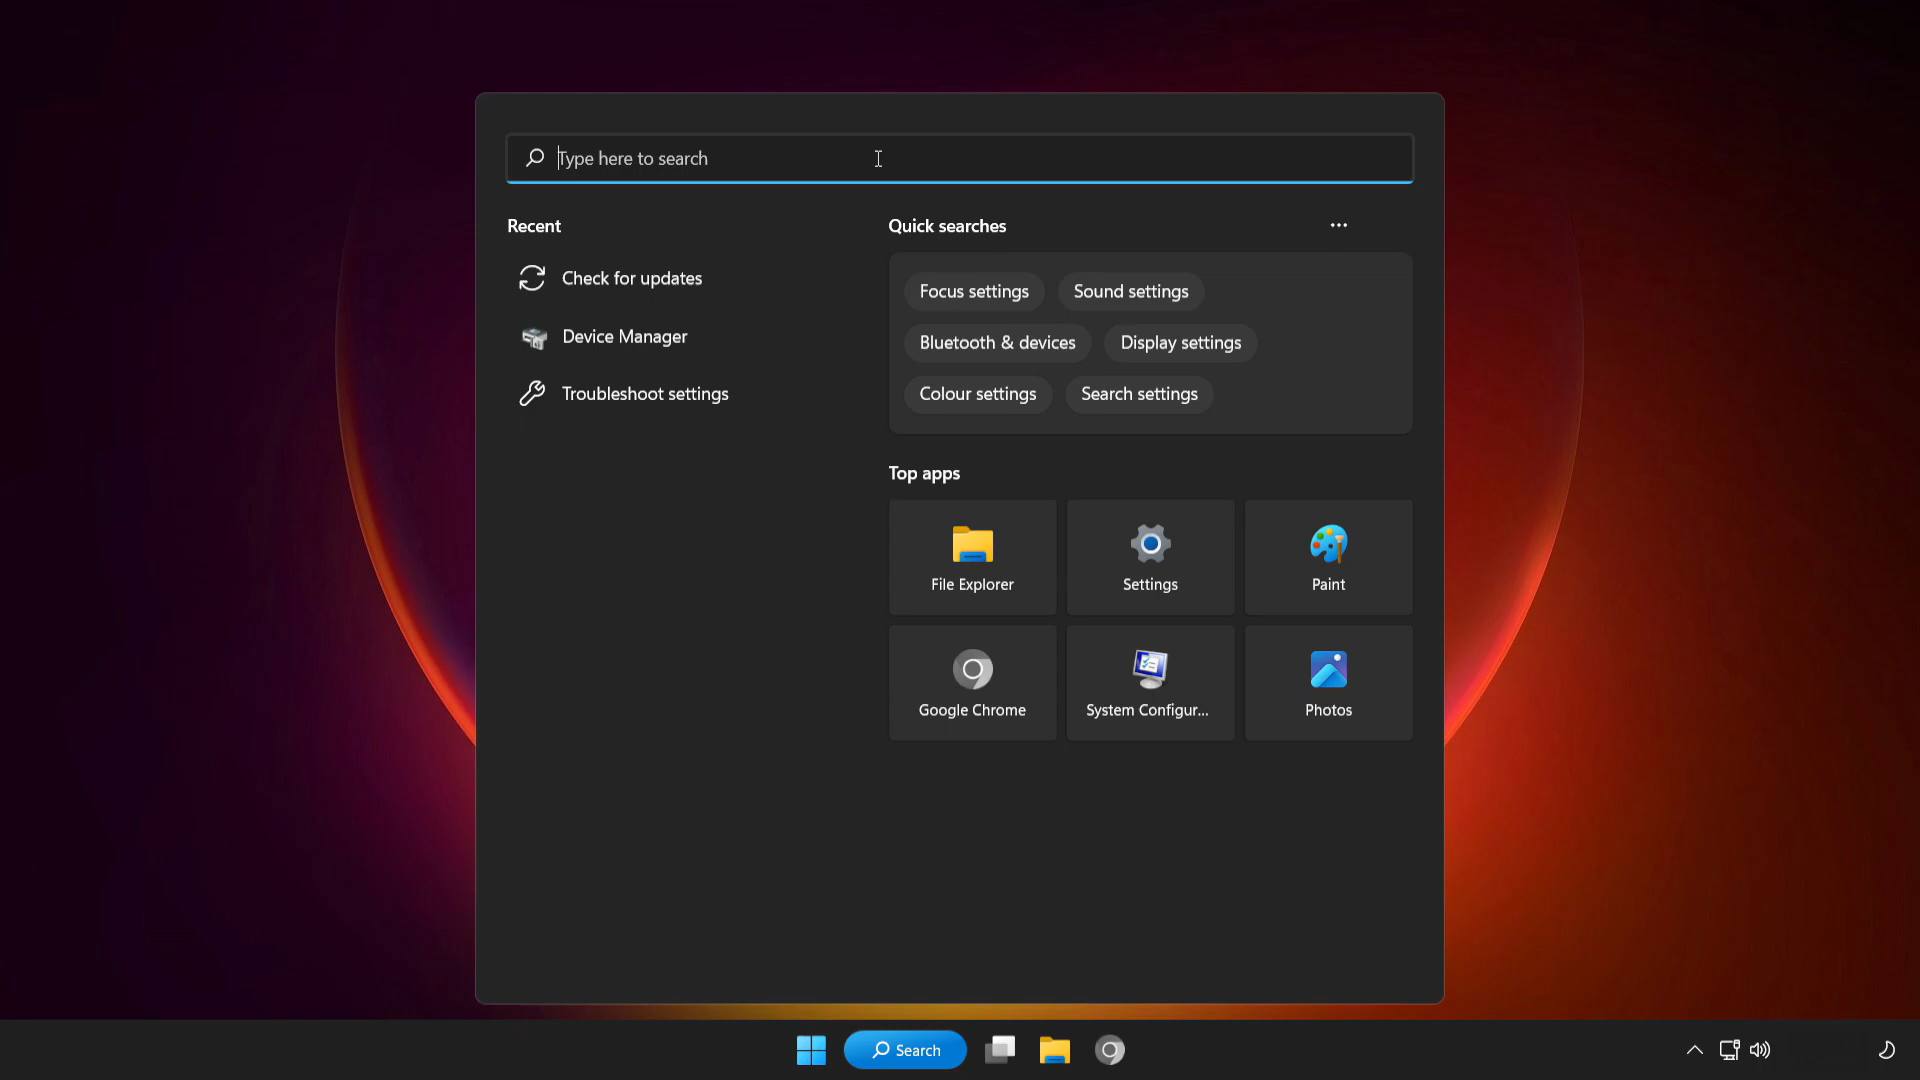 Type here to search
Recent
Check for updates
Device Manager
Troubleshoot settings
Quick searches
Focus settings
Sound settings
Bluetooth & devices
Display settings
Colour settings
Search settings
Top apps
File Explorer
Settings
Paint
Google Chrome
System Configur...
Photos
Search